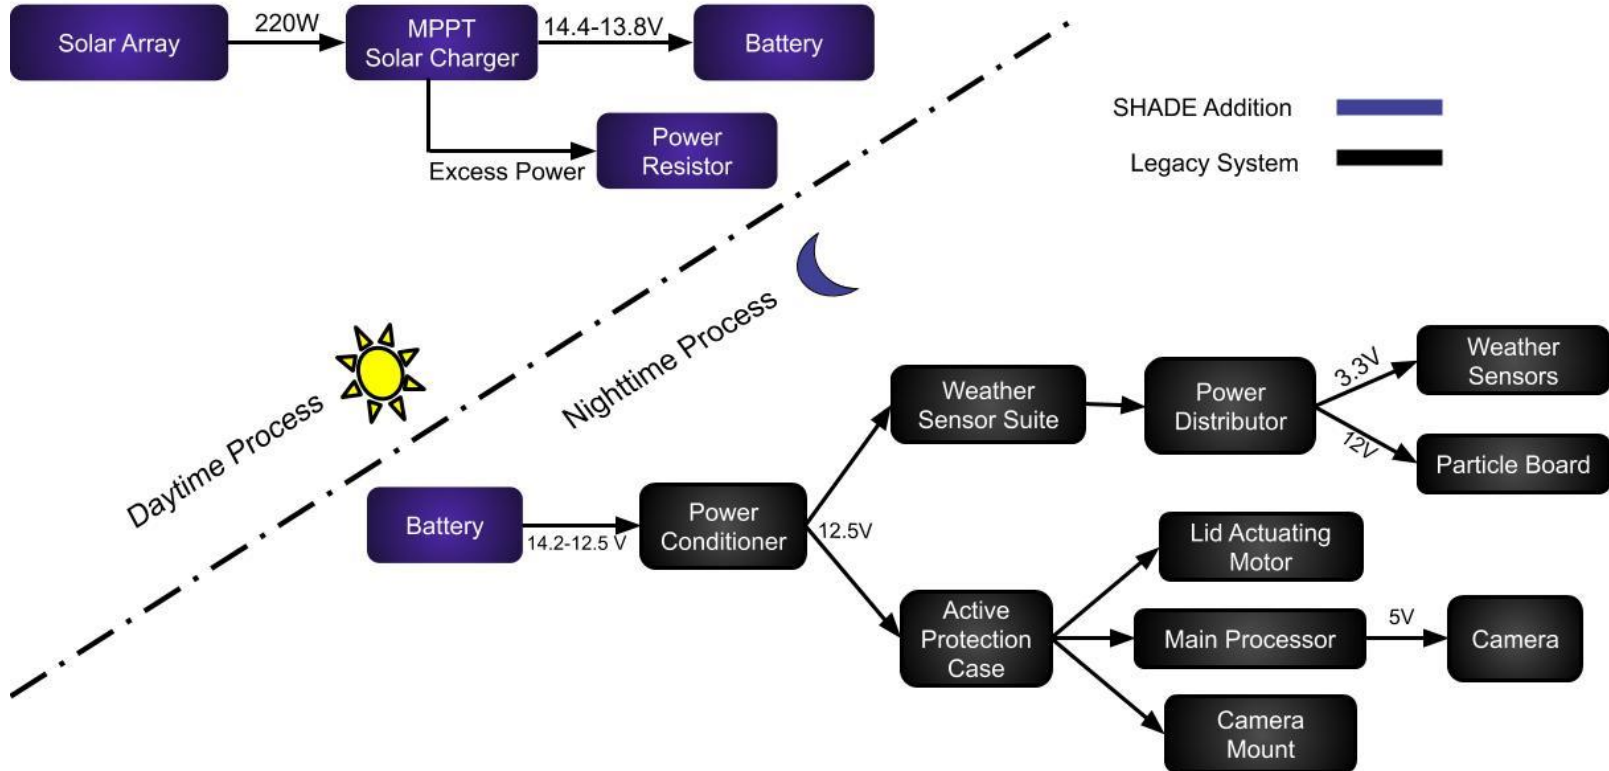 Solar Array
220W
MPPT
Solar Charger
14.4-13.8V
Battery
Excess Power
Power
Resistor
SHADE Addition
Legacy System
Daytime Process
Nighttime Process
Battery
14.2-12.5 V
Power
Conditioner
12.5V
Weather
Sensor Suite
Power
Distributor
3.3V
Weather
Sensors
12V
Particle Board
Active
Protection
Case
Lid Actuating
Motor
Main Processor
5V
Camera
Camera
Mount